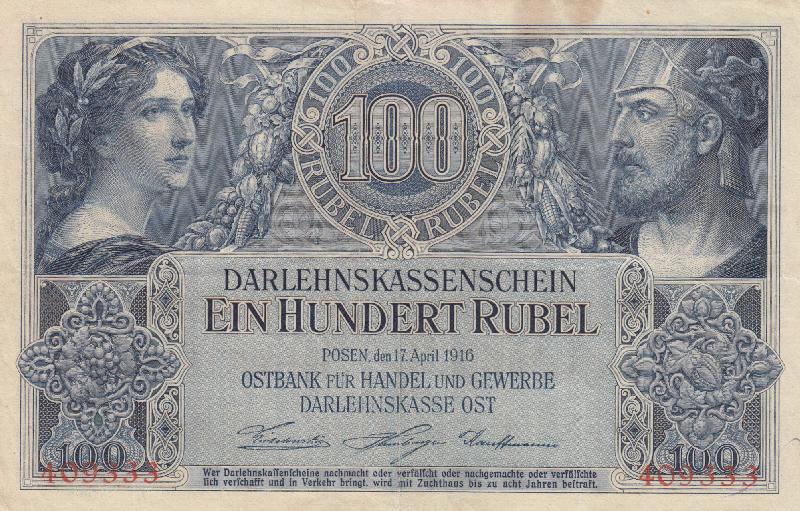 100 100
RUBEL RUBEL
100
DARLEHNSKASSENSCHEIN
EIN HUNDERT RUBEL
POSEN, den 17. April 1916
OSTBANK FÜR HANDEL UND GEWERBE
DARLEHNSKASSE OST
Kauffmann
100 100
409333 409333
Wer Darlehnskaſſenſcheine nachmacht oder verfälſcht oder nachgemachte oder verfälſchte
ſich verſchafft und in Verkehr bringt, wird mit Zuchthaus bis zu acht Jahren beſtraft.